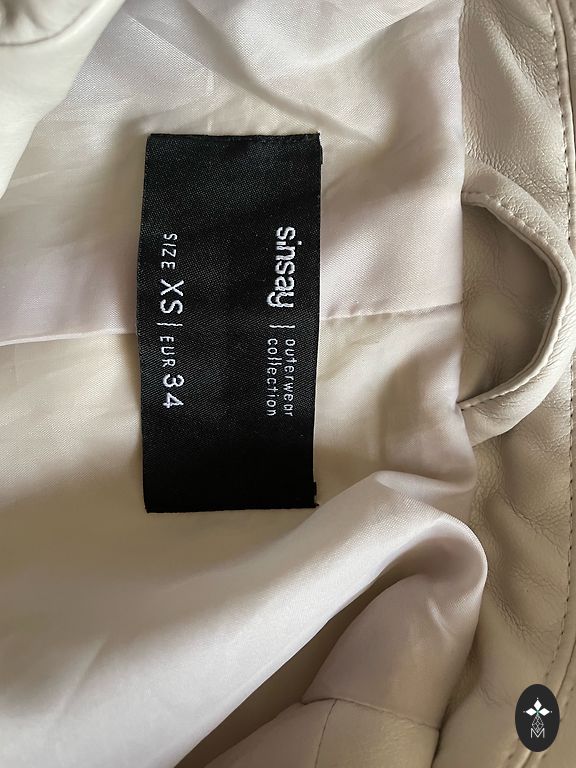 sinsay | outerwear
collection
SIZE XS | EUR 34
M